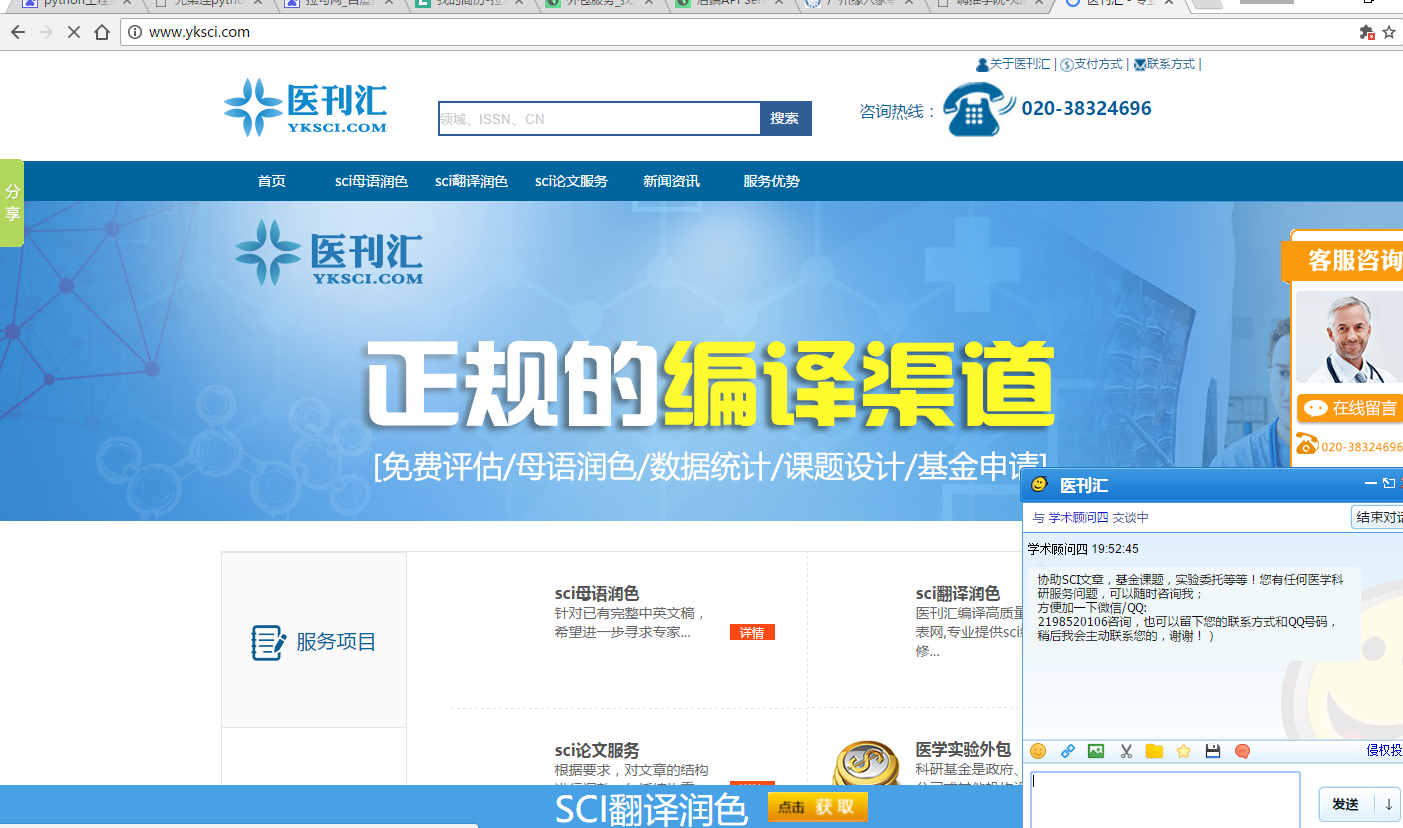 www.yksci.com
关于医刊汇 | 支付方式 | 联系方式 |
医刊汇
YKSCI.COM
领域、ISSN、CN
搜索
咨询热线：
020-38324696
分享
首页
sci母语润色
sci翻译润色
sci论文服务
新闻资讯
服务优势
医刊汇
YKSCI.COM
正规的编译渠道
[免费评估/母语润色/数据统计/课题设计/基金申请]
客服咨询
在线留言
020-38324696
服务项目
sci母语润色
针对已有完整中英文稿，
希望进一步寻求专家...
详情
sci翻译润色
医刊汇编译高质量
表网,专业提供sci
修...
sci论文服务
根据要求，对文章的结构
医学实验外包
科研基金是政府、
SCI翻译润色
点击 获取
医刊汇
与 学术顾问四 交谈中
结束对话
学术顾问四 19:52:45
协助SCI文章，基金课题，实验委托等等！您有任何医学科
研服务问题，可以随时咨询我；
方便加一下微信/QQ:
2198520106咨询，也可以留下您的联系方式和QQ号码，
稍后我会主动联系您的，谢谢！）
侵权投
发送